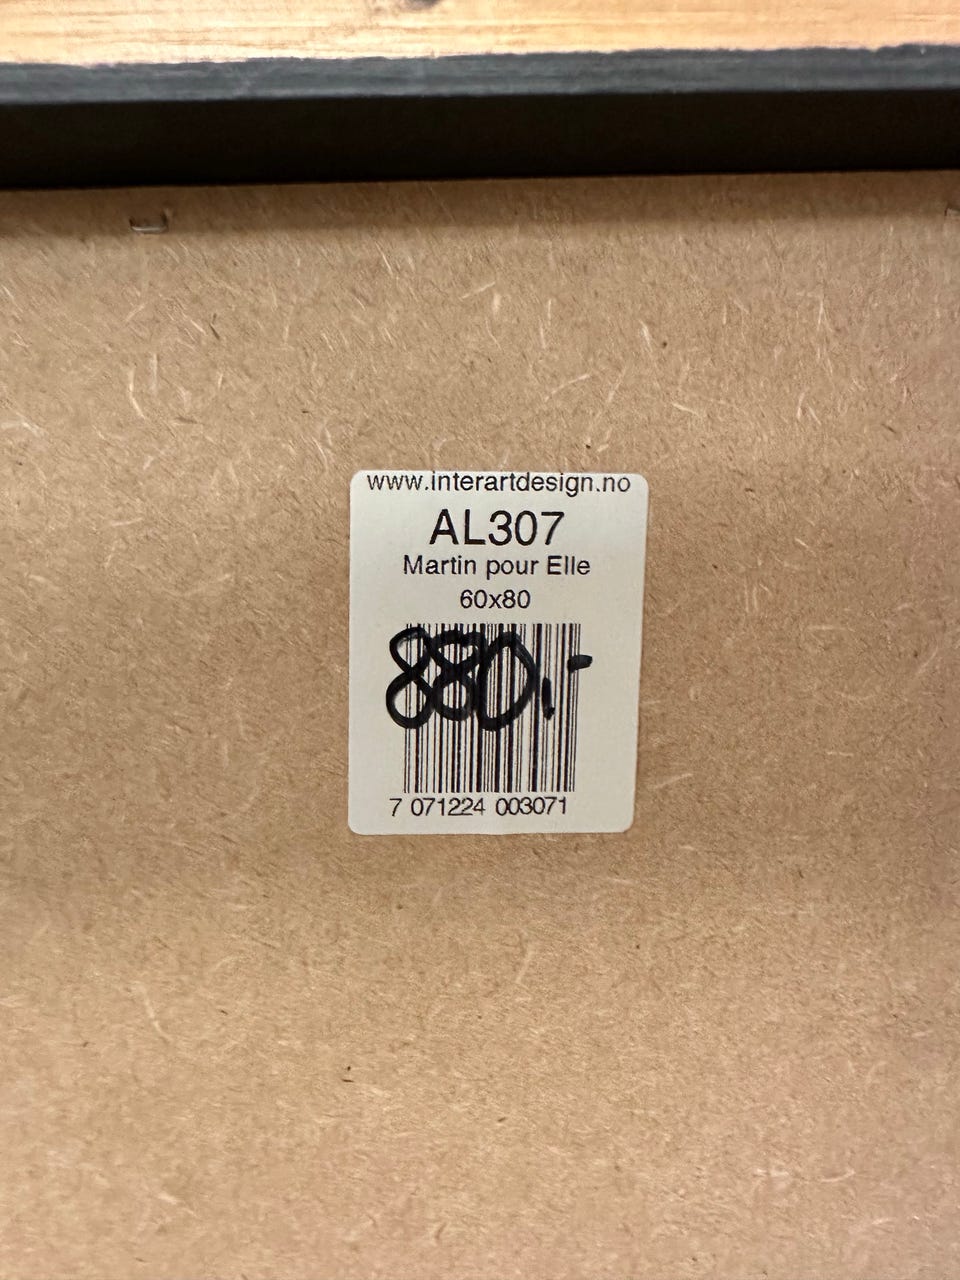 www.interartdesign.no
AL307
Martin pour Elle
60x80
880,-
7 071224 003071